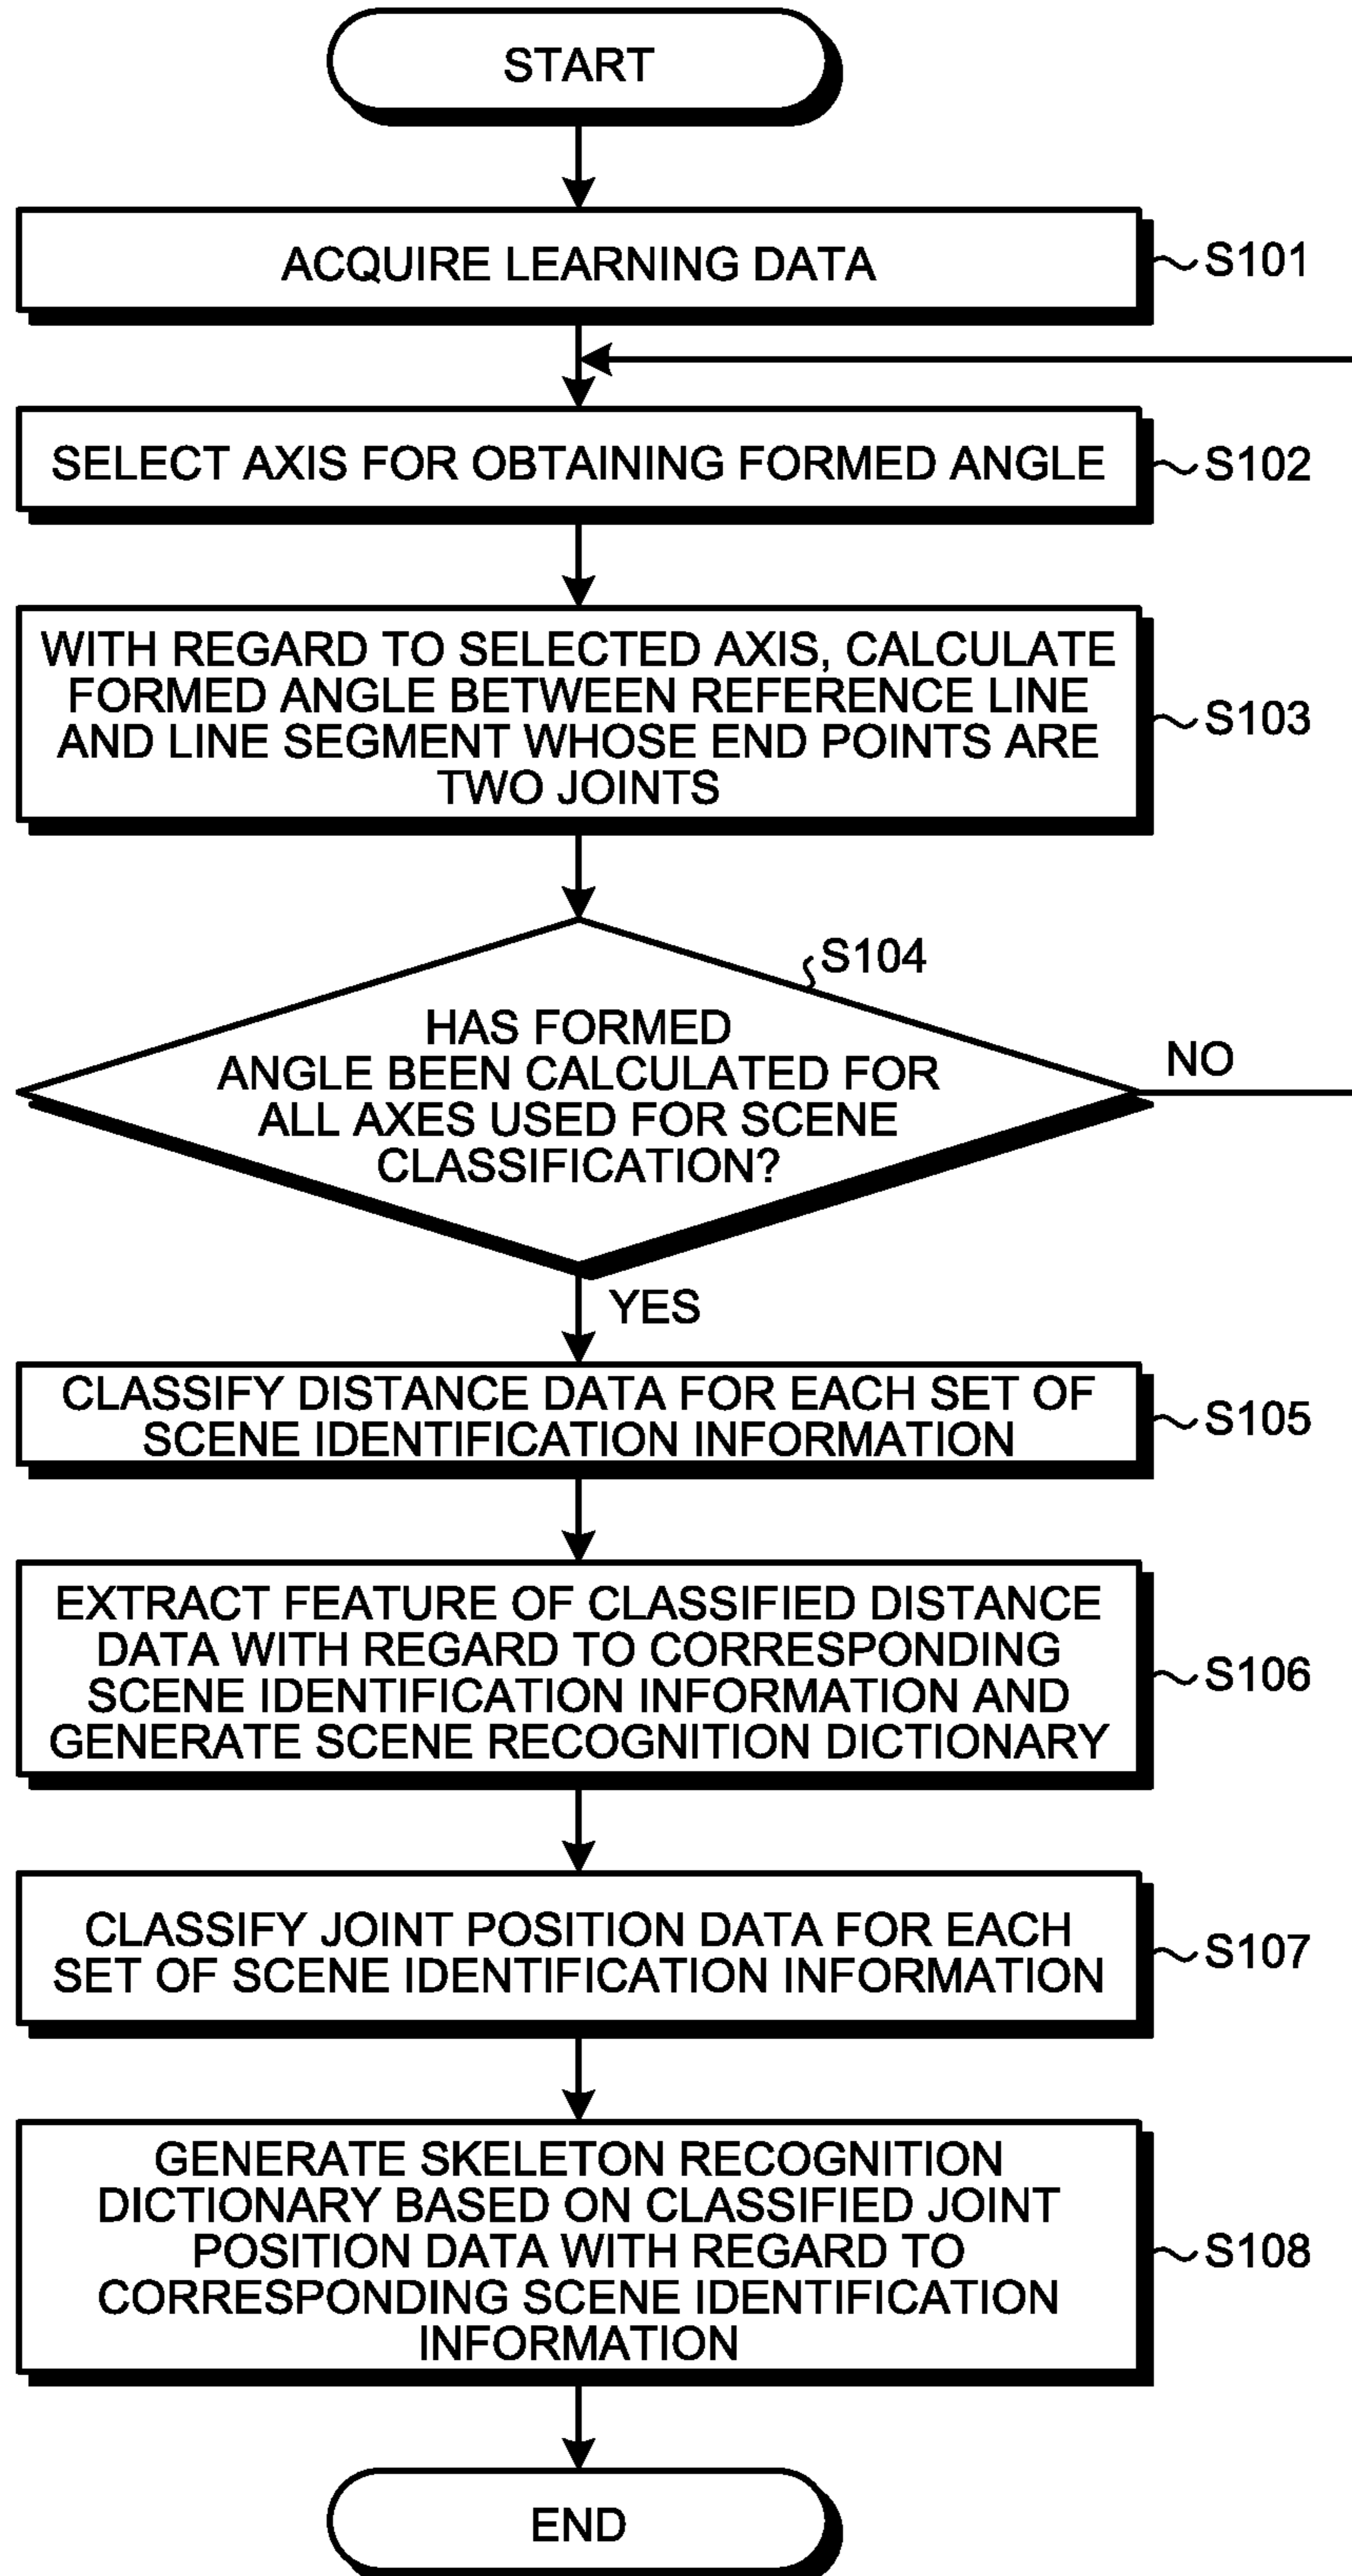 START
ACQUIRE LEARNING DATA
S101
SELECT AXIS FOR OBTAINING FORMED ANGLE
S102
WITH REGARD TO SELECTED AXIS, CALCULATE
FORMED ANGLE BETWEEN REFERENCE LINE
AND LINE SEGMENT WHOSE END POINTS ARE
TWO JOINTS
S103
S104
HAS FORMED
ANGLE BEEN CALCULATED FOR
ALL AXES USED FOR SCENE
CLASSIFICATION?
NO
YES
CLASSIFY DISTANCE DATA FOR EACH SET OF
SCENE IDENTIFICATION INFORMATION
S105
EXTRACT FEATURE OF CLASSIFIED DISTANCE
DATA WITH REGARD TO CORRESPONDING
SCENE IDENTIFICATION INFORMATION AND
GENERATE SCENE RECOGNITION DICTIONARY
S106
CLASSIFY JOINT POSITION DATA FOR EACH
SET OF SCENE IDENTIFICATION INFORMATION
S107
GENERATE SKELETON RECOGNITION
DICTIONARY BASED ON CLASSIFIED JOINT
POSITION DATA WITH REGARD TO
CORRESPONDING SCENE IDENTIFICATION
INFORMATION
S108
END